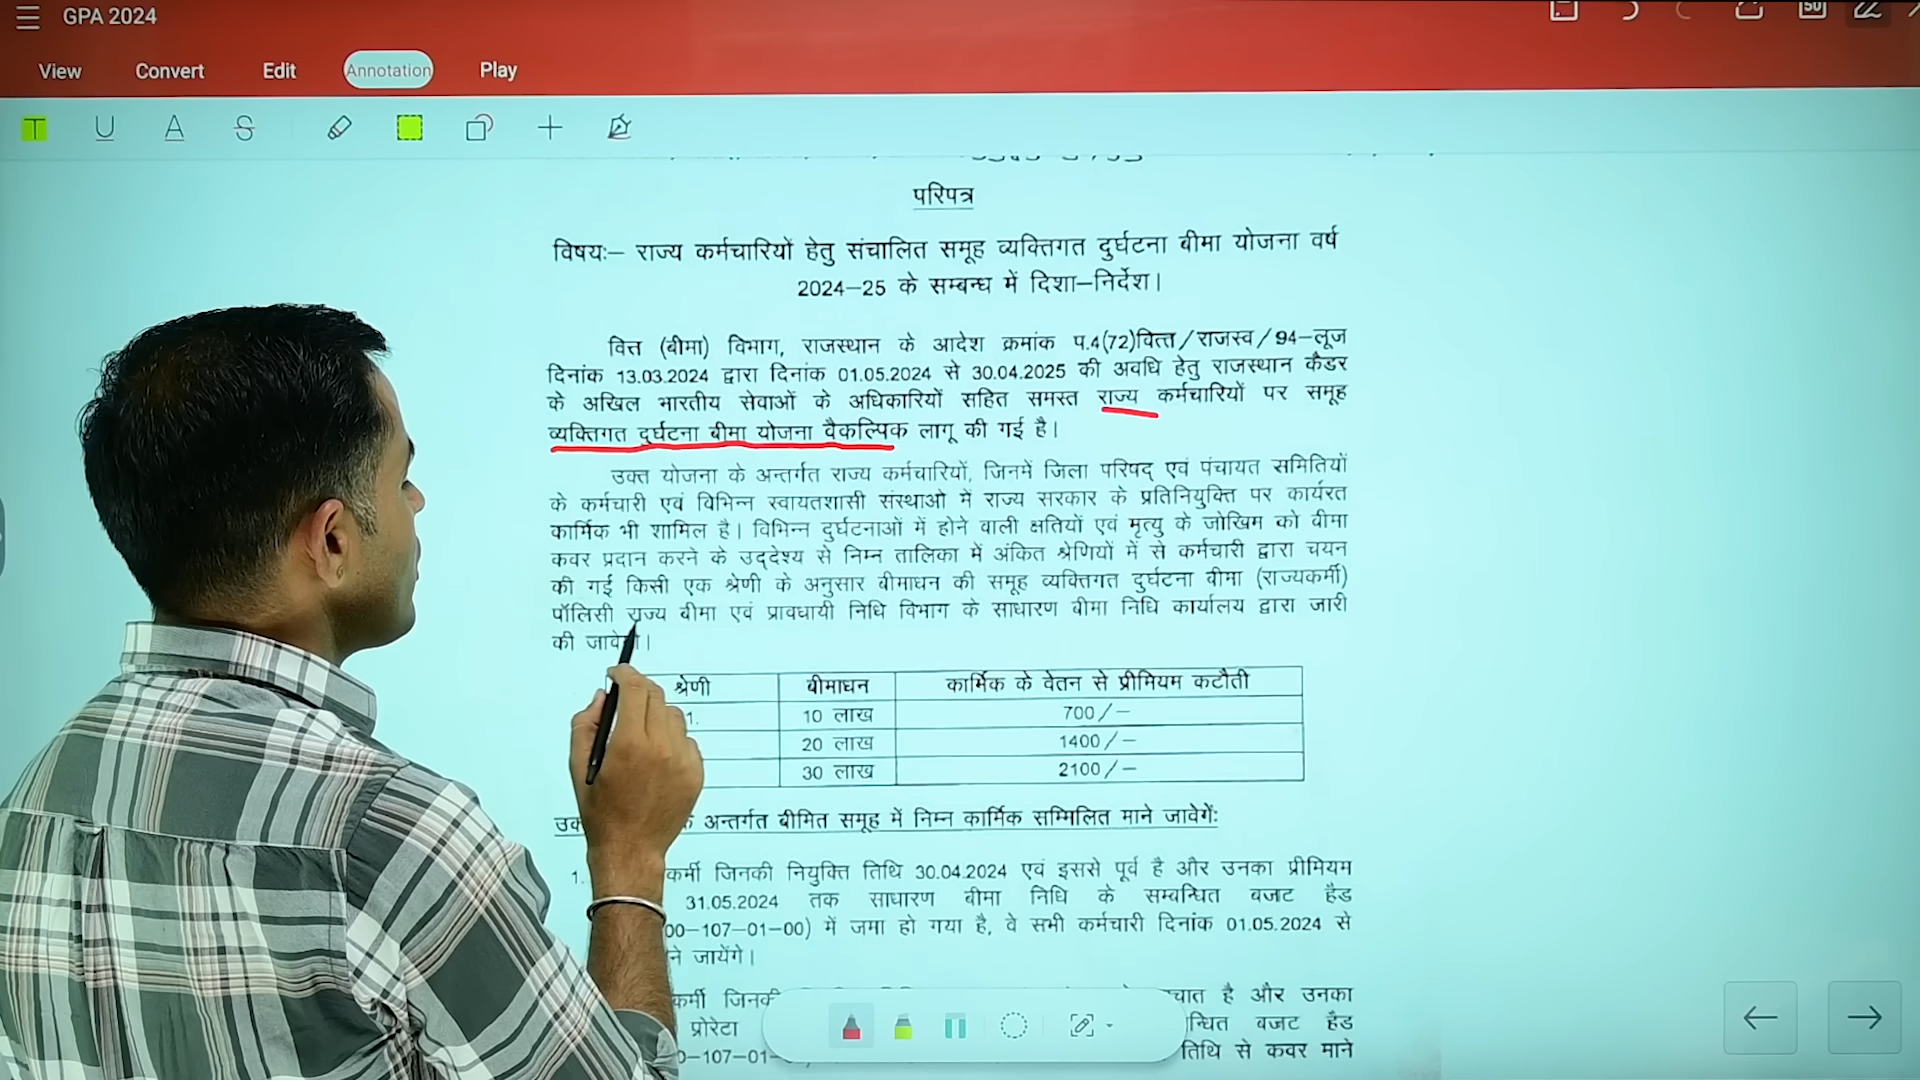 GPA 2024
50
View Convert Edit Annotation Play
T U A S
परिपत्र
विषयः– राज्य कर्मचारियों हेतु संचालित समूह व्यक्तिगत दुर्घटना बीमा योजना वर्ष
2024–25 के सम्बन्ध में दिशा–निर्देश।
वित्त (बीमा) विभाग, राजस्थान के आदेश क्रमांक प.4(72)वित्त/राजस्व/94–लूज
दिनांक 13.03.2024 द्वारा दिनांक 01.05.2024 से 30.04.2025 की अवधि हेतु राजस्थान कैडर
के अखिल भारतीय सेवाओं के अधिकारियों सहित समस्त राज्य कर्मचारियों पर समूह
व्यक्तिगत दुर्घटना बीमा योजना वैकल्पिक लागू की गई है।
उक्त योजना के अन्तर्गत राज्य कर्मचारियों, जिनमें जिला परिषद् एवं पंचायत समितियों
के कर्मचारी एवं विभिन्न स्वायतशासी संस्थाओ में राज्य सरकार के प्रतिनियुक्ति पर कार्यरत
कार्मिक भी शामिल है। विभिन्न दुर्घटनाओं में होने वाली क्षतियों एवं मृत्यु के जोखिम को बीमा
कवर प्रदान करने के उद्देश्य से निम्न तालिका में अंकित श्रेणियों में से कर्मचारी द्वारा चयन
की गई किसी एक श्रेणी के अनुसार बीमाधन की समूह व्यक्तिगत दुर्घटना बीमा (राज्यकर्मी)
पॉलिसी राज्य बीमा एवं प्रावधायी निधि विभाग के साधारण बीमा निधि कार्यालय द्वारा जारी
की
श्रेणी बीमाधन कार्मिक के वेतन से प्रीमियम कटौती
1. 10 लाख 700/–
20 लाख 1400/–
30 लाख 2100/–
अन्तर्गत बीमित समूह में निम्न कार्मिक सम्मिलित माने जावेगें:
1. कर्मी जिनकी नियुक्ति तिथि 30.04.2024 एवं इससे पूर्व है और उनका प्रीमियम
31.05.2024 तक साधारण बीमा निधि के सम्बन्धित बजट हैड
00–107–01–00) में जमा हो गया है, वे सभी कर्मचारी दिनांक 01.05.2024 से
जायेंगे।
कर्मी है और उनका
प्रोरेटा बजट हैड
0–107–01– तिथि से कवर माने